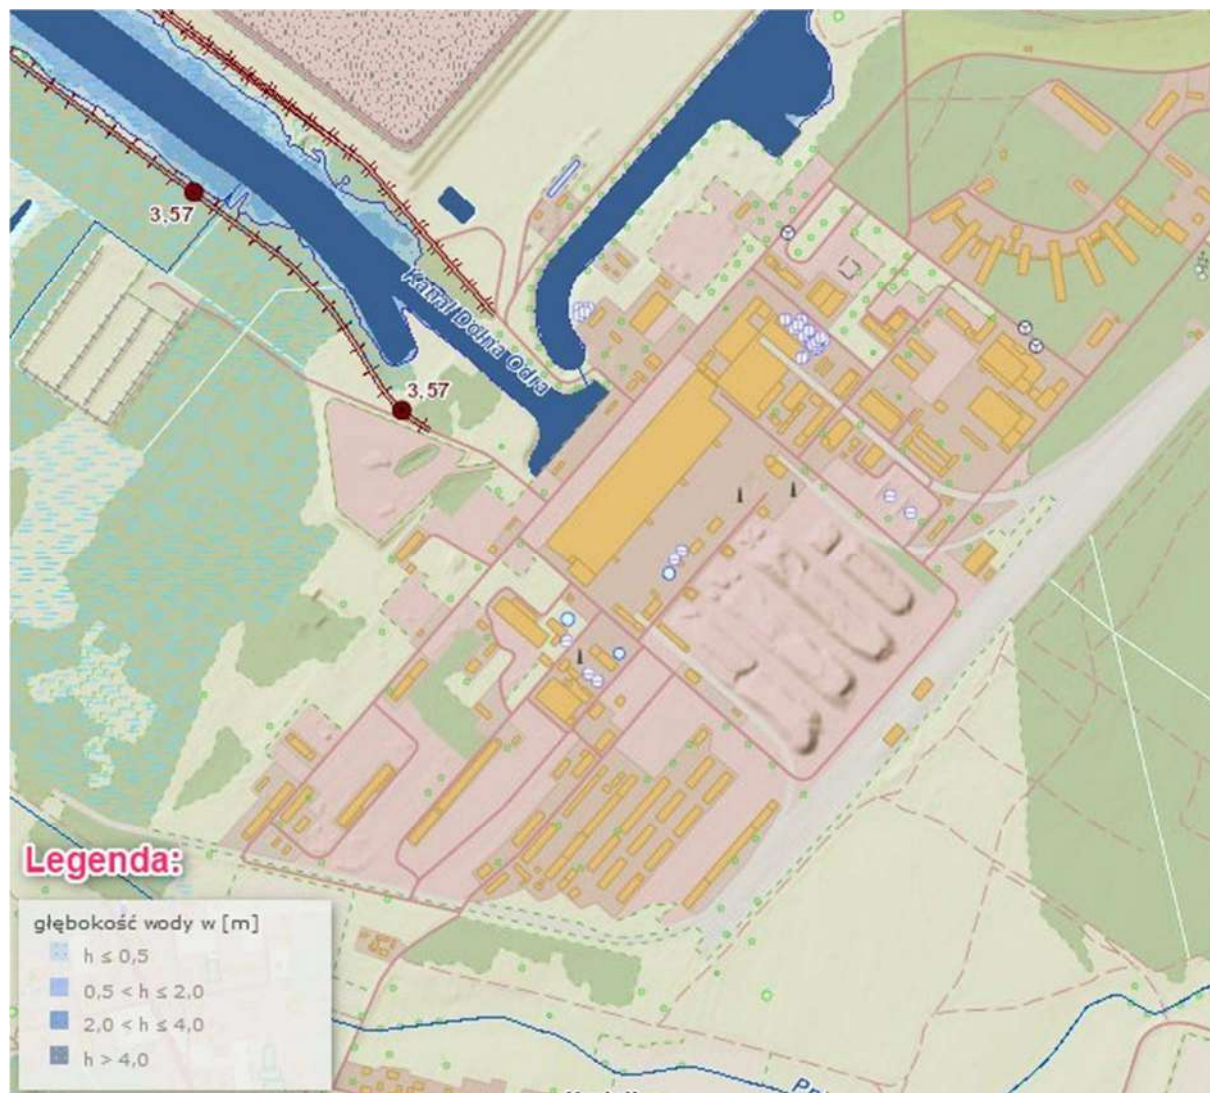 3,57
Kanał Dolna Odra
3,57
Legenda:
głębokość wody w [m]
h ≤ 0,5
0,5 < h ≤ 2,0
2,0 < h ≤ 4,0
h > 4,0